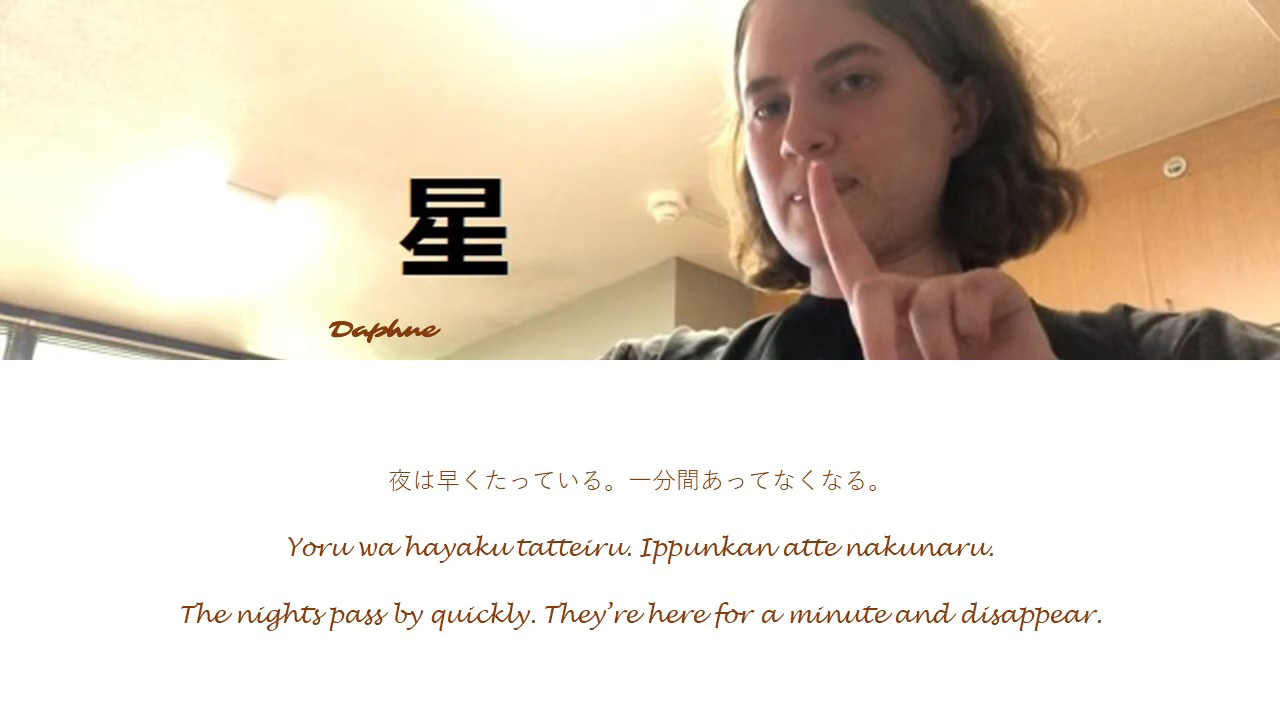 星
Daphne
夜は早くたっている。一分間あってなくなる。
Yoru wa hayaku tatteiru. Ippunkan atte nakunaru.
The nights pass by quickly. They’re here for a minute and disappear.